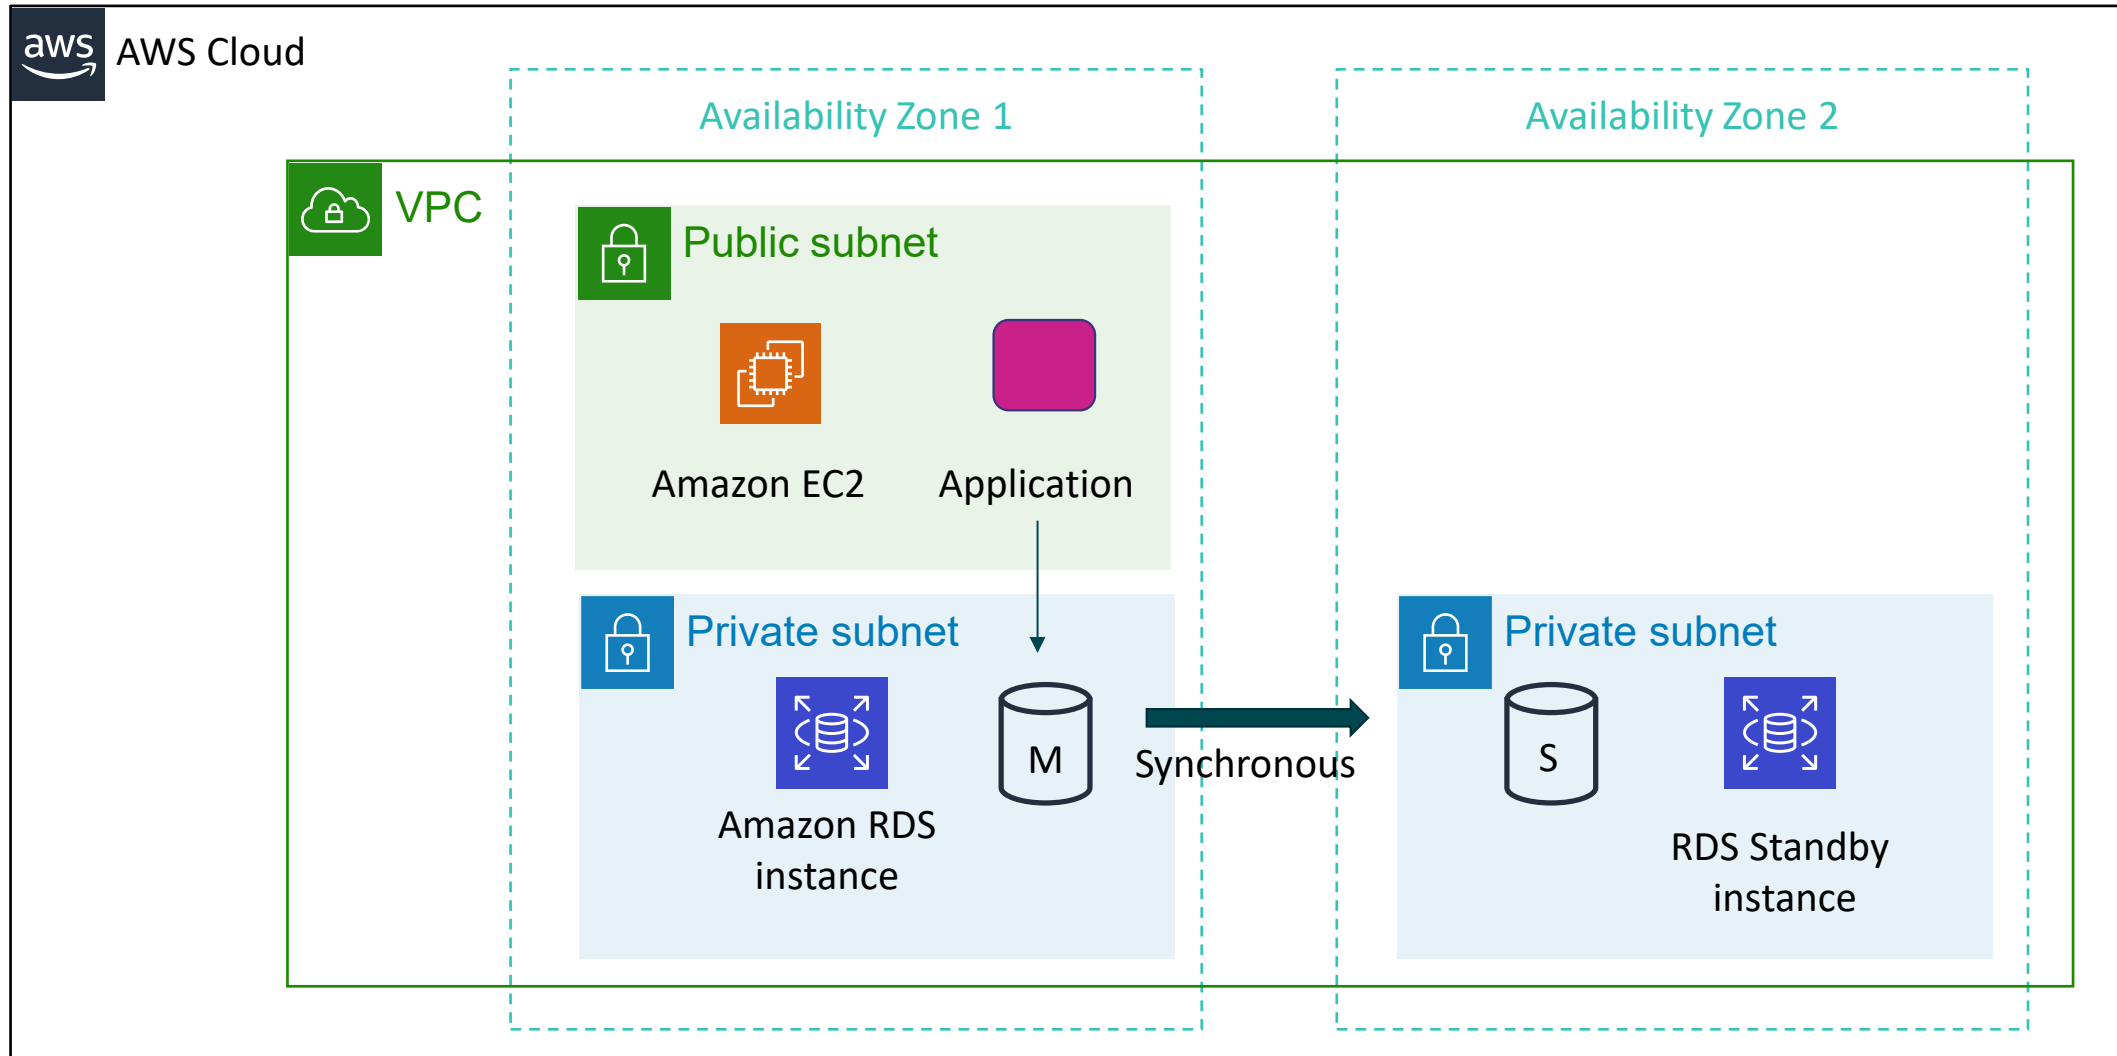 aws
AWS Cloud
Availability Zone 1
Availability Zone 2
VPC
Public subnet
Amazon EC2
Application
Private subnet
Private subnet
M
S
Synchronous
Amazon RDS
instance
RDS Standby
instance